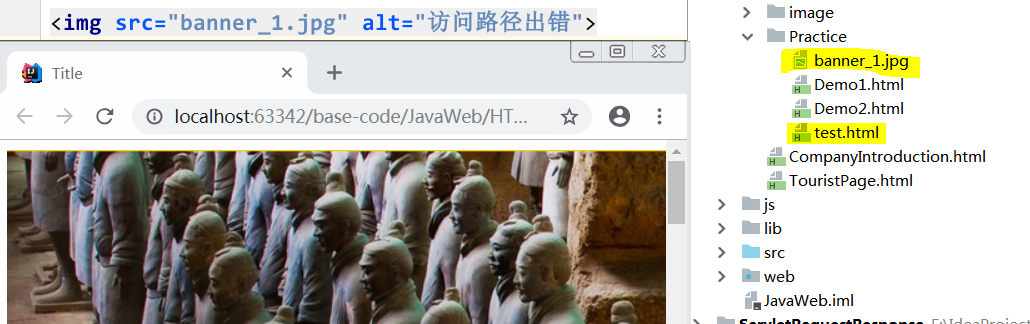 <img src="banner_1.jpg" alt="访问路径出错">
Title
localhost:63342/base-code/JavaWeb/HT...
image
Practice
banner_1.jpg
Demo1.html
Demo2.html
test.html
CompanyIntroduction.html
TouristPage.html
js
lib
src
web
JavaWeb.iml
ServletRequestResponse E:\IdeaProject